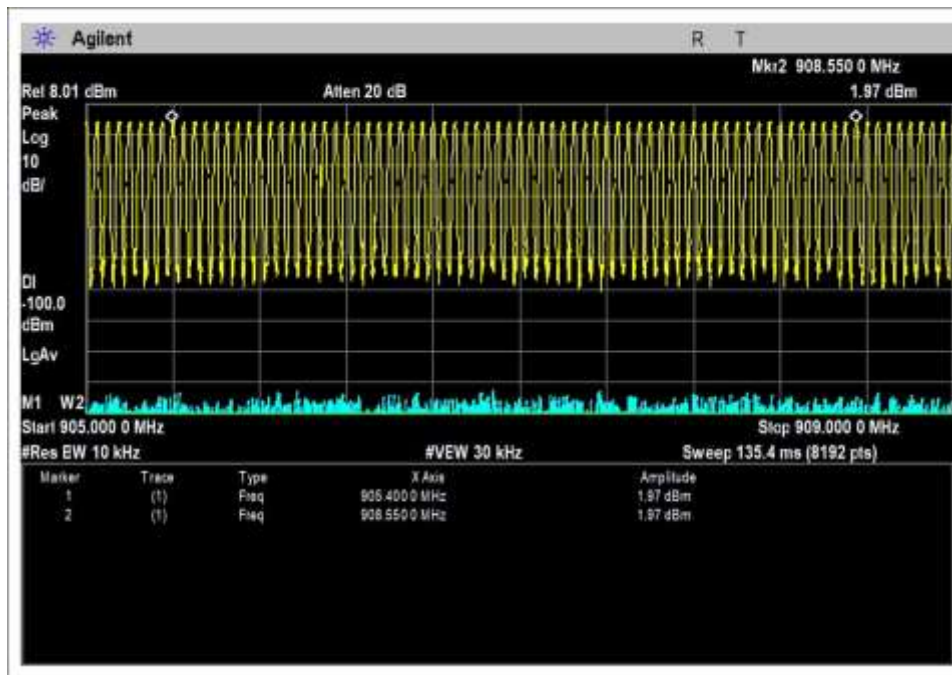 Agilent
R T
Mkr2 908.550 0 MHz
Ref 8.01 dBm Atten 20 dB 1.97 dBm
Peak
Log
10
dB/
DI
-100.0
dBm
LgAv
M1 W2
Start 905.000 0 MHz Stop 909.000 0 MHz
#Res BW 10 kHz #VBW 30 kHz Sweep 135.4 ms (8192 pts)
Marker Trace Type X Axis Amplitude
1 (1) Freq 905.400 0 MHz 1.97 dBm
2 (1) Freq 908.550 0 MHz 1.97 dBm